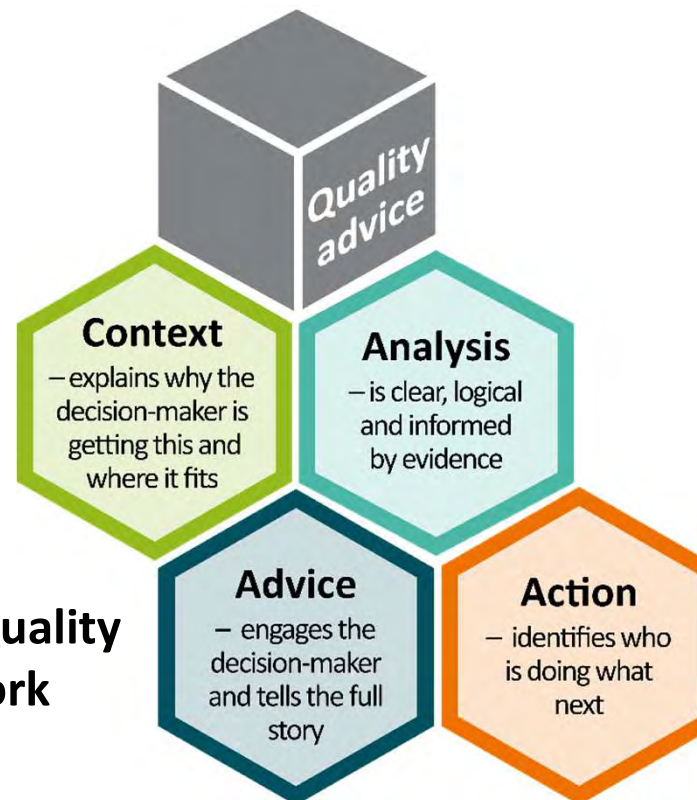 Quality
advice
Context
– explains why the
decision-maker is
getting this and
where it fits
Analysis
– is clear, logical
and informed
by evidence
Advice
– engages the
decision-maker
and tells the full
story
Action
– identifies who
is doing what
next
uality
ork